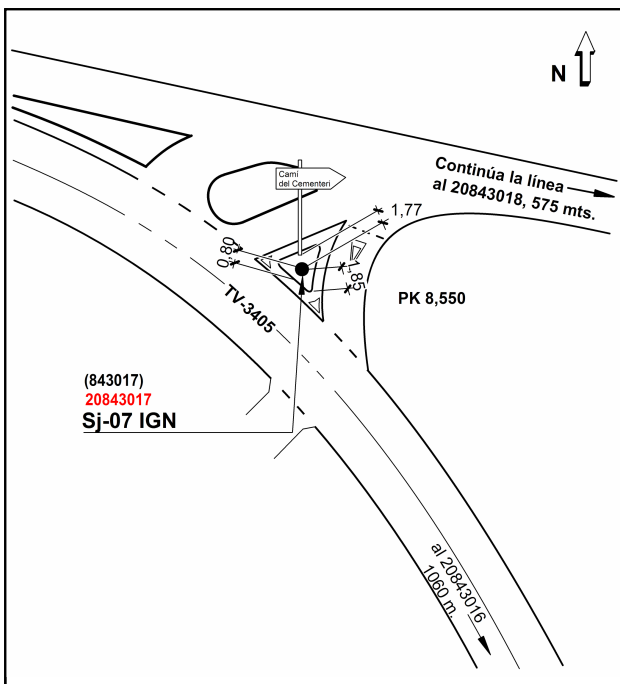 N
Camí
del Cementeri
Continúa la línea
al 20843018, 575 mts.
1,77
0,80
1,85
TV-3405
PK 8,550
(843017)
20843017
Sj-07 IGN
al 20843016
1060 m.